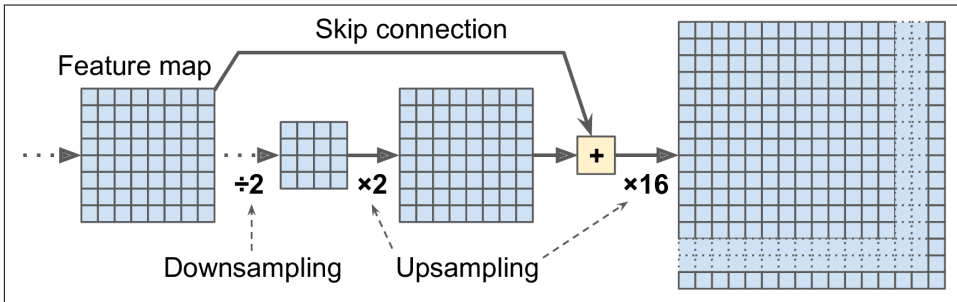 Skip connection
Feature map
÷2
×2
+
×16
Downsampling
Upsampling